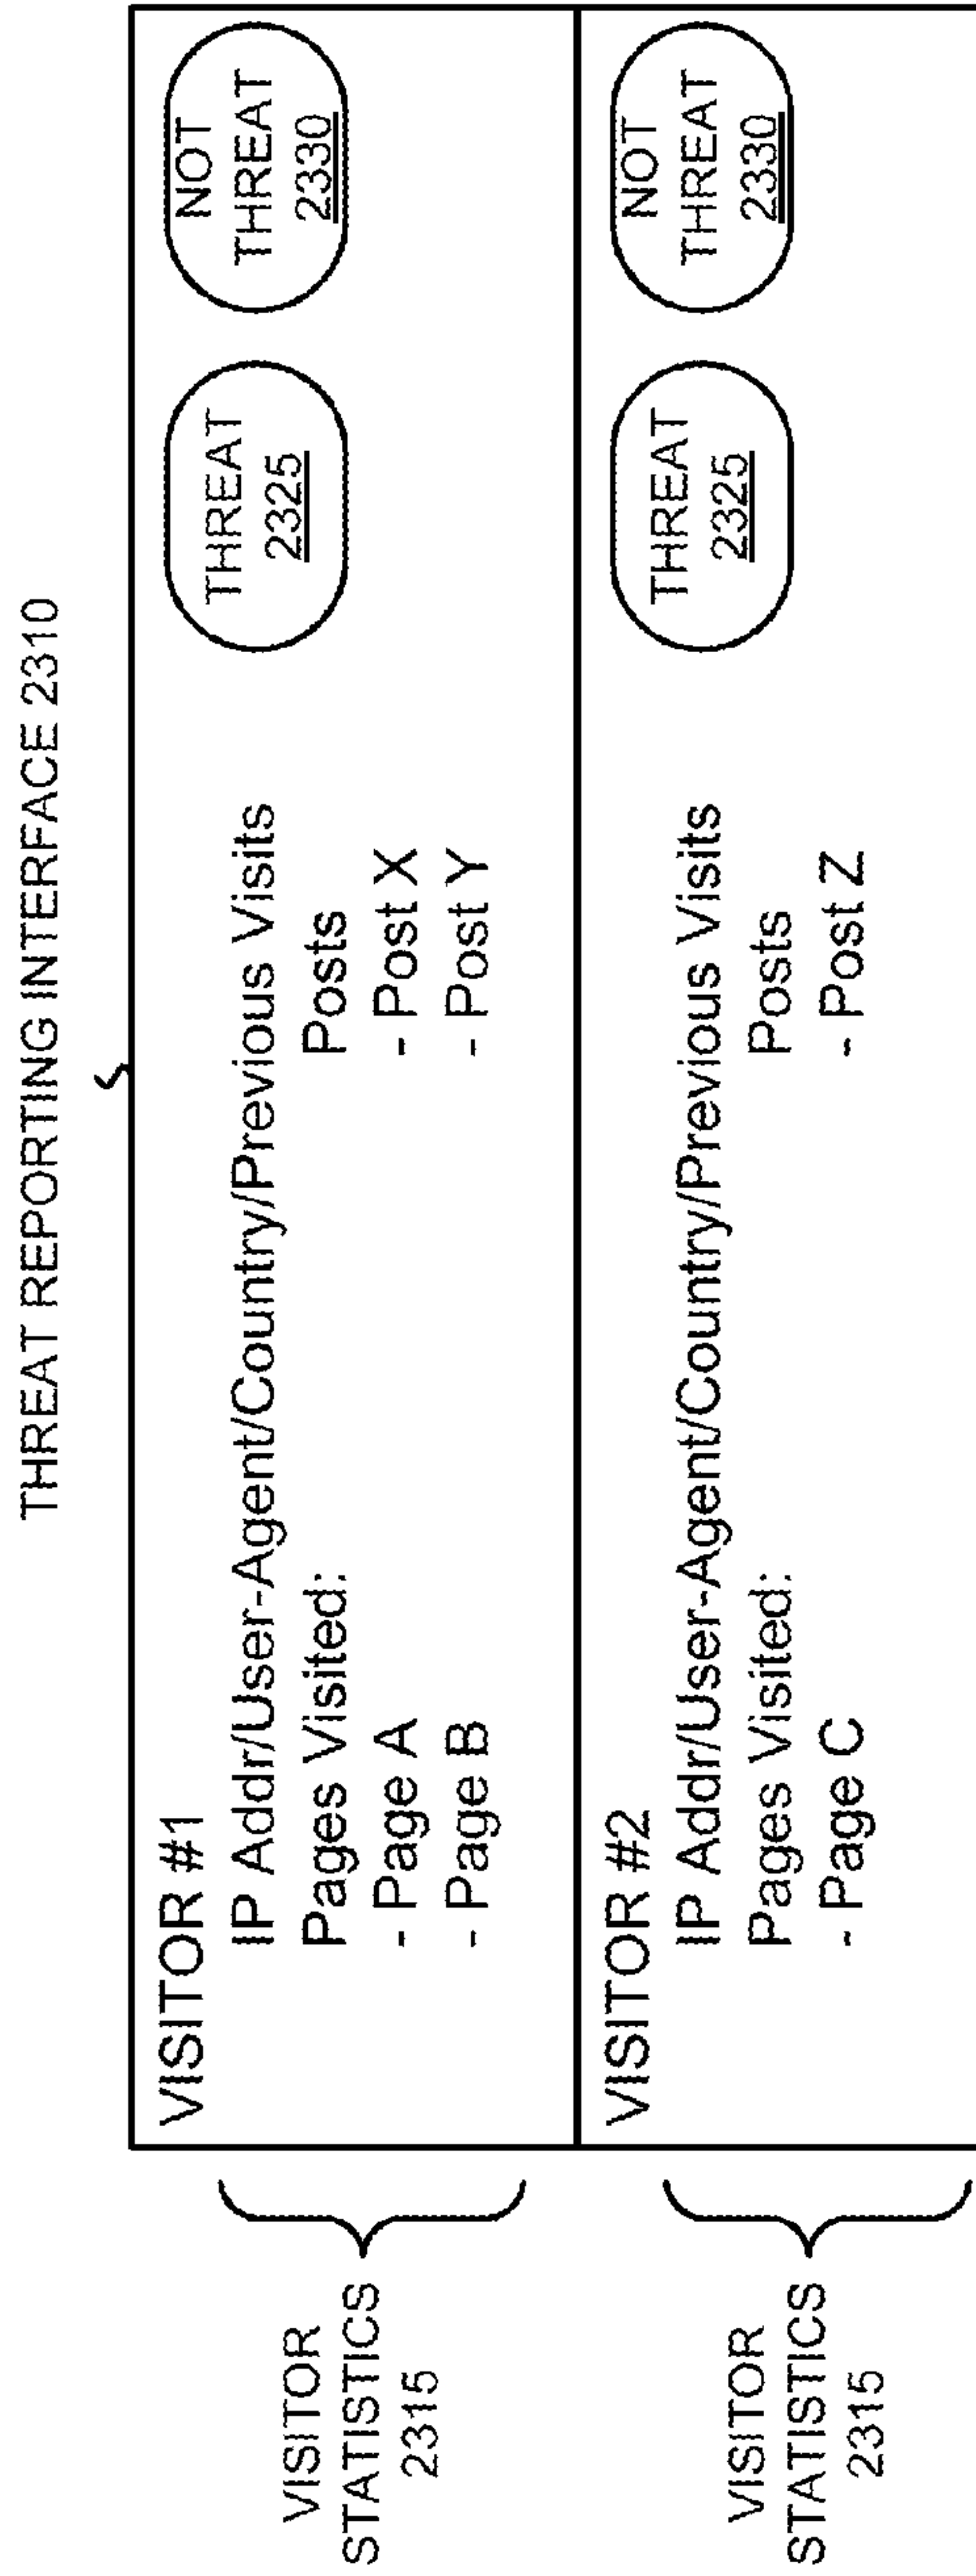 THREAT REPORTING INTERFACE 2310
VISITOR #1
IP Addr/User-Agent/Country/Previous Visits
Pages Visited:
- Page A
- Page B
Posts
- Post X
- Post Y
THREAT
2325
NOT
THREAT
2330
VISITOR
STATISTICS
2315
VISITOR #2
IP Addr/User-Agent/Country/Previous Visits
Pages Visited:
- Page C
Posts
- Post Z
THREAT
2325
NOT
THREAT
2330
VISITOR
STATISTICS
2315